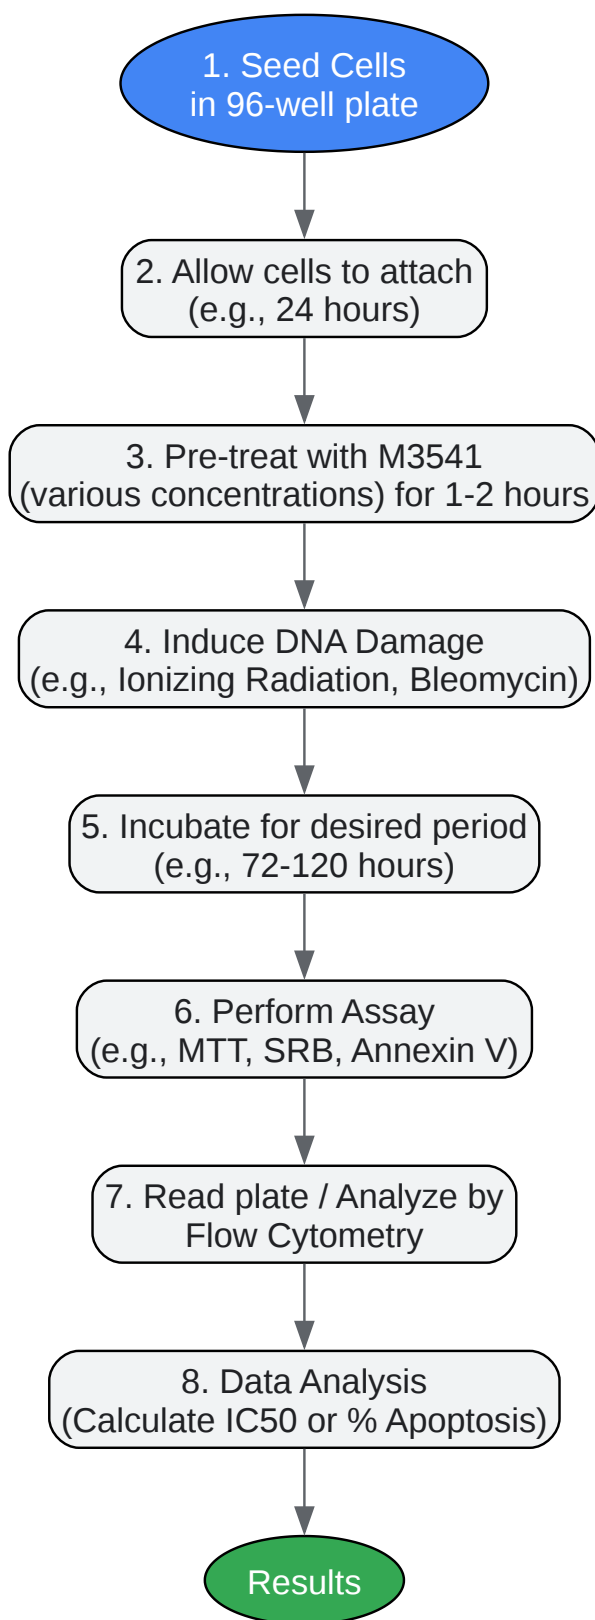 1. Seed Cells
in 96-well plate
2. Allow cells to attach
(e.g., 24 hours)
3. Pre-treat with M3541
(various concentrations) for 1-2 hours
4. Induce DNA Damage
(e.g., Ionizing Radiation, Bleomycin)
5. Incubate for desired period
(e.g., 72-120 hours)
6. Perform Assay
(e.g., MTT, SRB, Annexin V)
7. Read plate / Analyze by
Flow Cytometry
8. Data Analysis
(Calculate IC50 or % Apoptosis)
Results